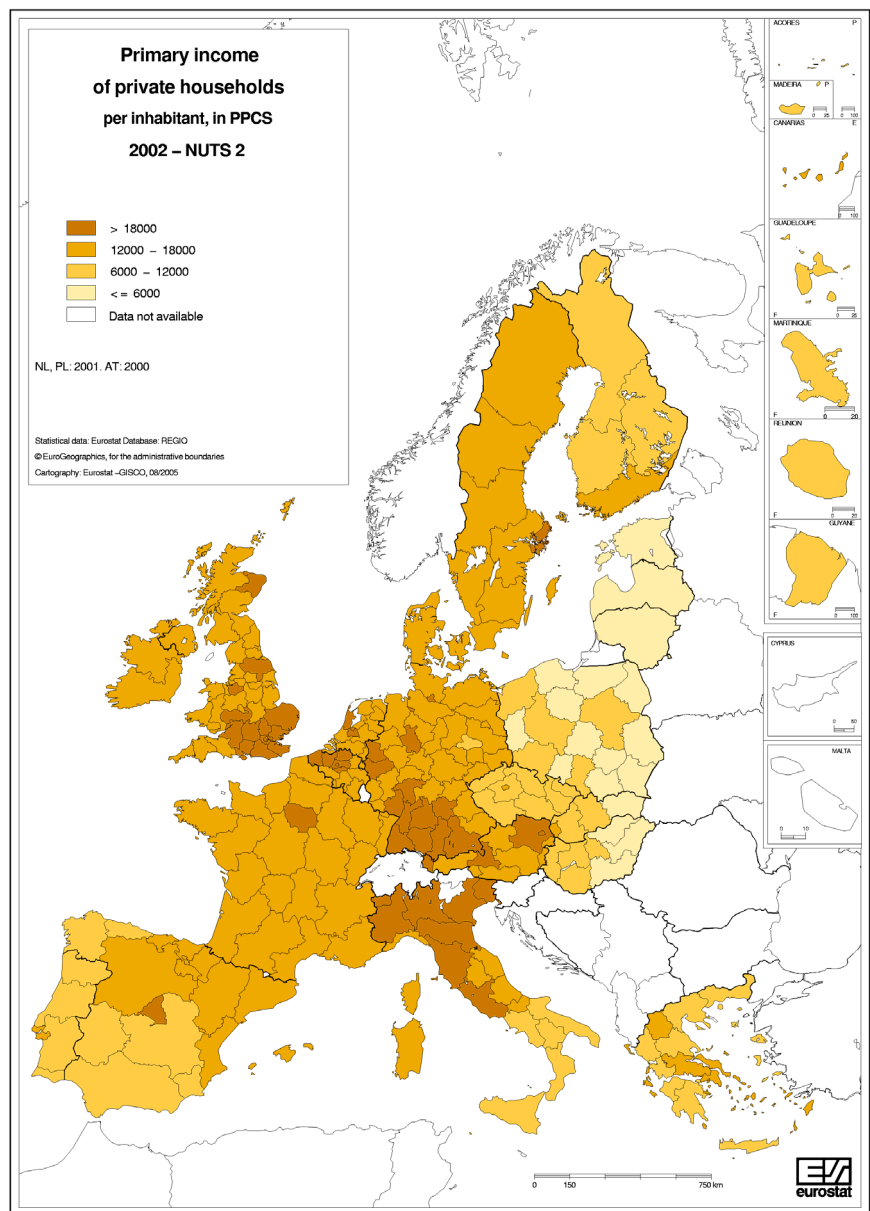 Primary income
of private households
per inhabitant, in PPCS
2002 – NUTS 2
> 18000
12000 – 18000
6000 – 12000
< = 6000
Data not available
NL, PL: 2001. AT: 2000
Statistical data: Eurostat Database: REGIO
© EuroGeographics, for the administrative boundaries
Cartography: Eurostat –GISCO, 08/2005
ACORES P
MADEIRA P
0 25 0 100
CANARIAS E
0 100
GUADELOUPE
F 0 25
MARTINIQUE
F 0 20
REUNION
F 0 20
GUYANE
F 0 100
CYPRUS
0 50
MALTA
0 10
0 150 750 km
eurostat